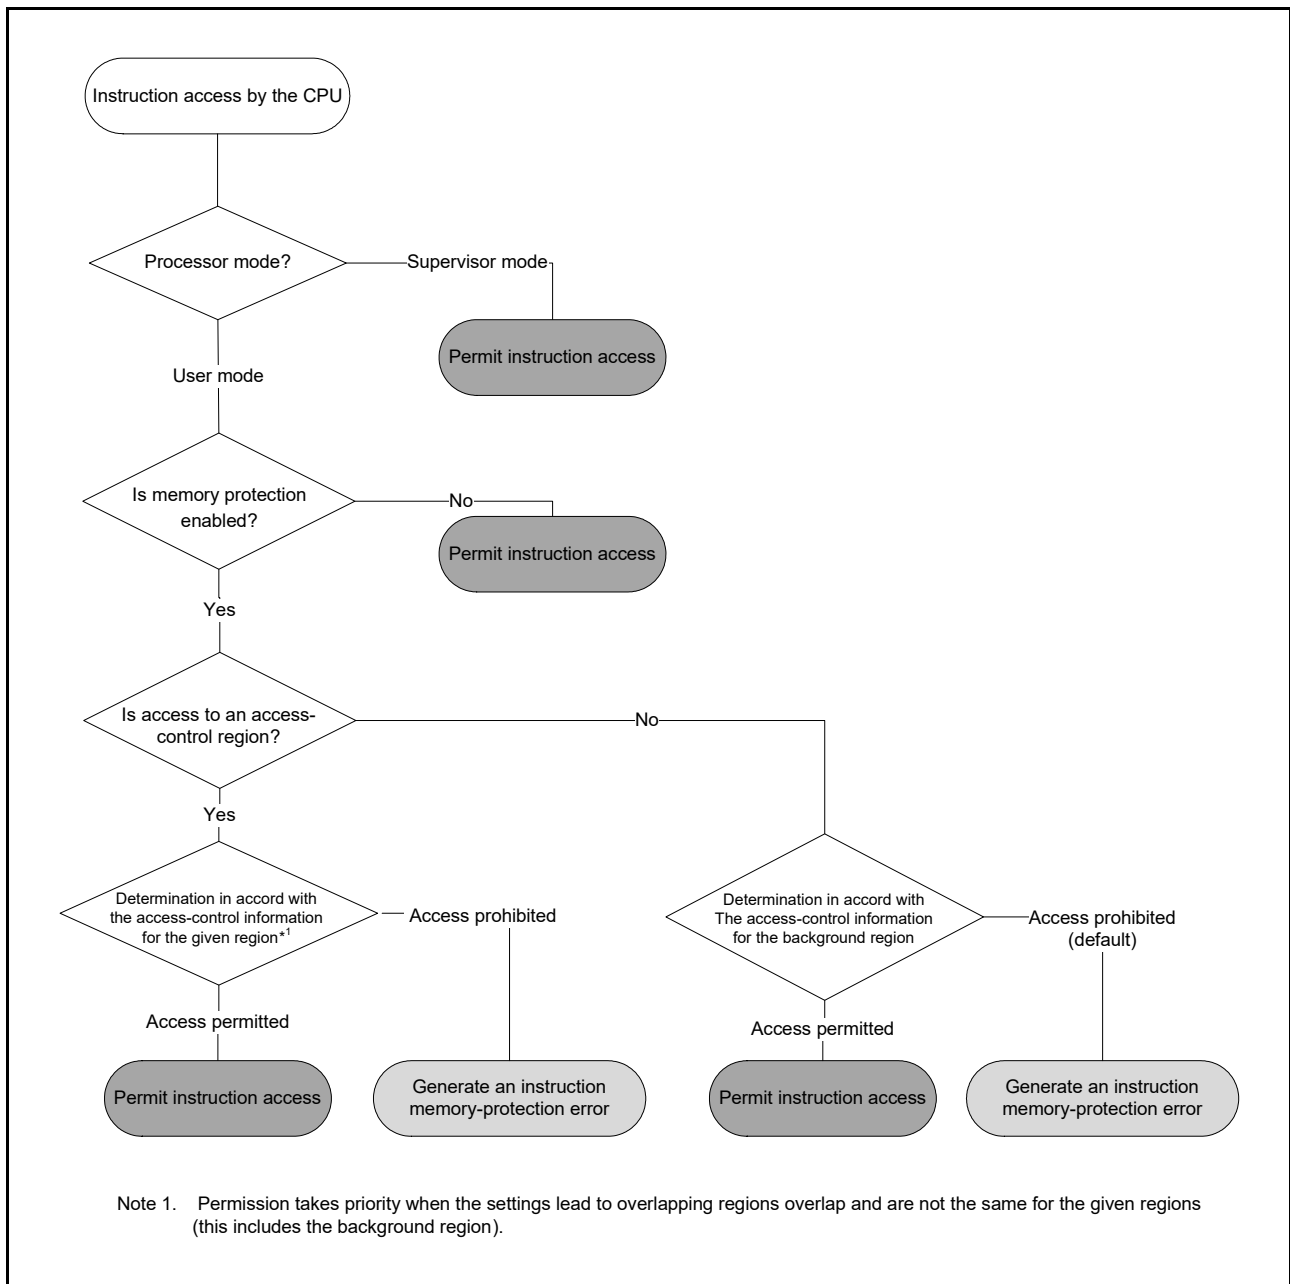 Instruction access by the CPU
Processor mode?
Supervisor mode
Permit instruction access
User mode
Is memory protection
enabled?
No
Permit instruction access
Yes
Is access to an access-
control region?
No
Yes
Determination in accord with
the access-control information
for the given region*1
Access prohibited
Determination in accord with
The access-control information
for the background region
Access prohibited
(default)
Access permitted
Access permitted
Permit instruction access
Generate an instruction
memory-protection error
Permit instruction access
Generate an instruction
memory-protection error
Note 1. Permission takes priority when the settings lead to overlapping regions overlap and are not the same for the given regions
(this includes the background region).